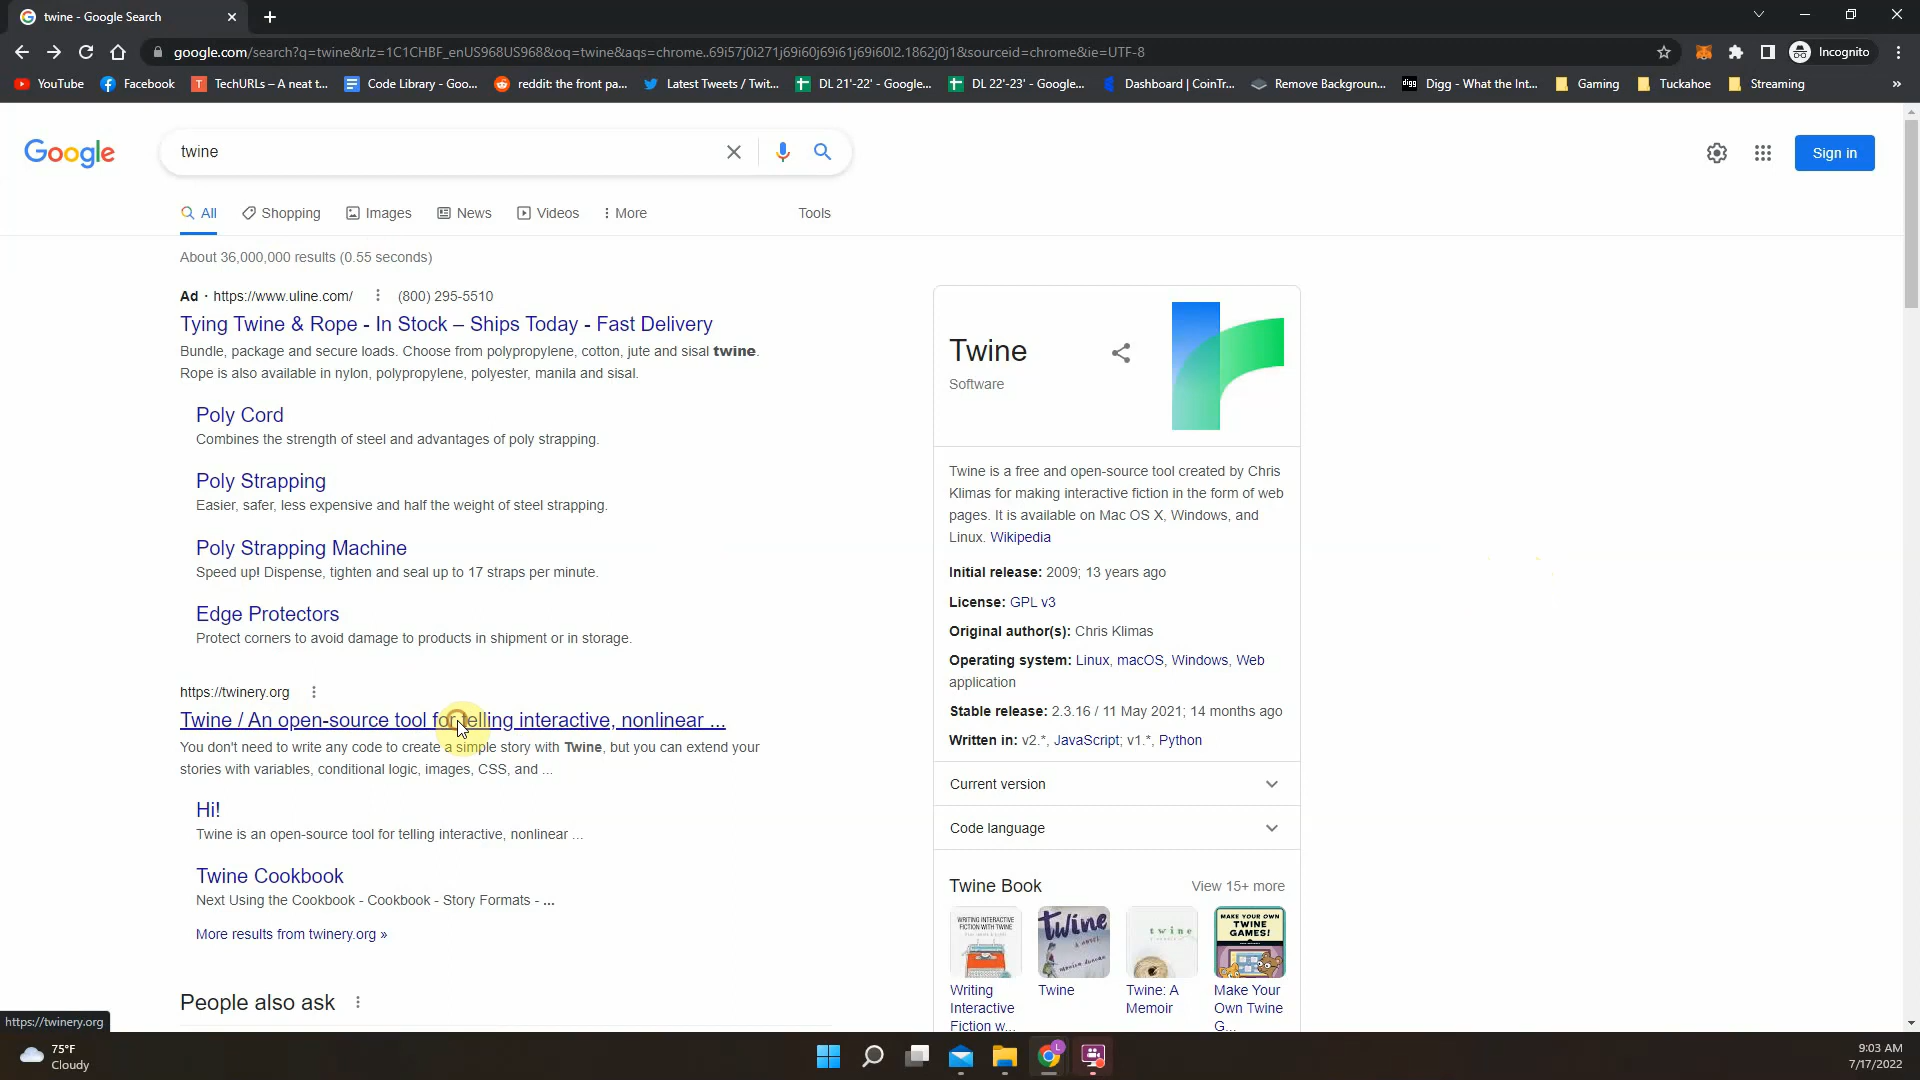 twine - Google Search
google.com/search?q=twine&rlz=1C1CHBF_enUS968US968&oq=twine&aqs=chrome..69i57j0i271j69i60j69i61j69i60l2.1862j0j1&sourceid=chrome&ie=UTF-8
Incognito
YouTube
Facebook
TechURLs – A neat t...
Code Library - Goo...
reddit: the front pa...
Latest Tweets / Twit...
DL 21'-22' - Google...
DL 22'-23' - Google...
Dashboard | CoinTr...
Remove Backgroun...
Digg - What the Int...
Gaming
Tuckahoe
Streaming
»
Google
twine
Sign in
All
Shopping
Images
News
Videos
More
Tools
About 36,000,000 results (0.55 seconds)
Ad · https://www.uline.com/ (800) 295-5510
Tying Twine & Rope - In Stock – Ships Today - Fast Delivery
Bundle, package and secure loads. Choose from polypropylene, cotton, jute and sisal twine.
Rope is also available in nylon, polypropylene, polyester, manila and sisal.
Poly Cord
Combines the strength of steel and advantages of poly strapping.
Poly Strapping
Easier, safer, less expensive and half the weight of steel strapping.
Poly Strapping Machine
Speed up! Dispense, tighten and seal up to 17 straps per minute.
Edge Protectors
Protect corners to avoid damage to products in shipment or in storage.
https://twinery.org
Twine / An open-source tool for telling interactive, nonlinear ...
You don't need to write any code to create a simple story with Twine, but you can extend your
stories with variables, conditional logic, images, CSS, and ...
Hi!
Twine is an open-source tool for telling interactive, nonlinear ...
Twine Cookbook
Next Using the Cookbook - Cookbook - Story Formats - ...
More results from twinery.org »
People also ask
Twine
Software
Twine is a free and open-source tool created by Chris
Klimas for making interactive fiction in the form of web
pages. It is available on Mac OS X, Windows, and
Linux. Wikipedia
Initial release: 2009; 13 years ago
License: GPL v3
Original author(s): Chris Klimas
Operating system: Linux, macOS, Windows, Web
application
Stable release: 2.3.16 / 11 May 2021; 14 months ago
Written in: v2.*, JavaScript; v1.*, Python
Current version
Code language
Twine Book
View 15+ more
WRITING INTERACTIVE
FICTION WITH TWINE
twine
twine
MAKE YOUR OWN
TWINE
GAMES!
Writing
Interactive
Fiction w...
Twine
Twine: A
Memoir
Make Your
Own Twine
G...
https://twinery.org
75°F
Cloudy
L
9:03 AM
7/17/2022